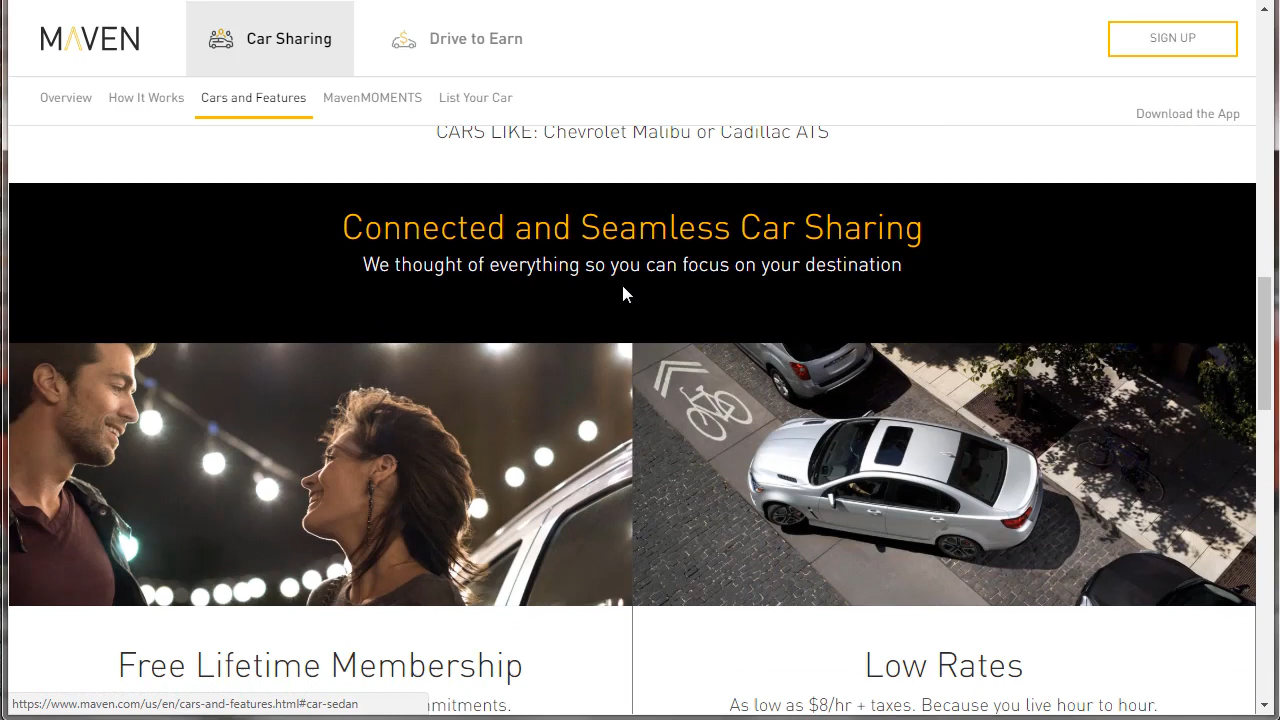 MAVEN
Car Sharing
Drive to Earn
SIGN UP
Overview
How It Works
Cars and Features
MavenMOMENTS
List Your Car
Download the App
CARS LIKE: Chevrolet Malibu or Cadillac ATS
Connected and Seamless Car Sharing
We thought of everything so you can focus on your destination
Free Lifetime Membership
Low Rates
As low as $8/hr + taxes. Because you live hour to hour.
https://www.maven.com/us/en/cars-and-features.html#car-sedan